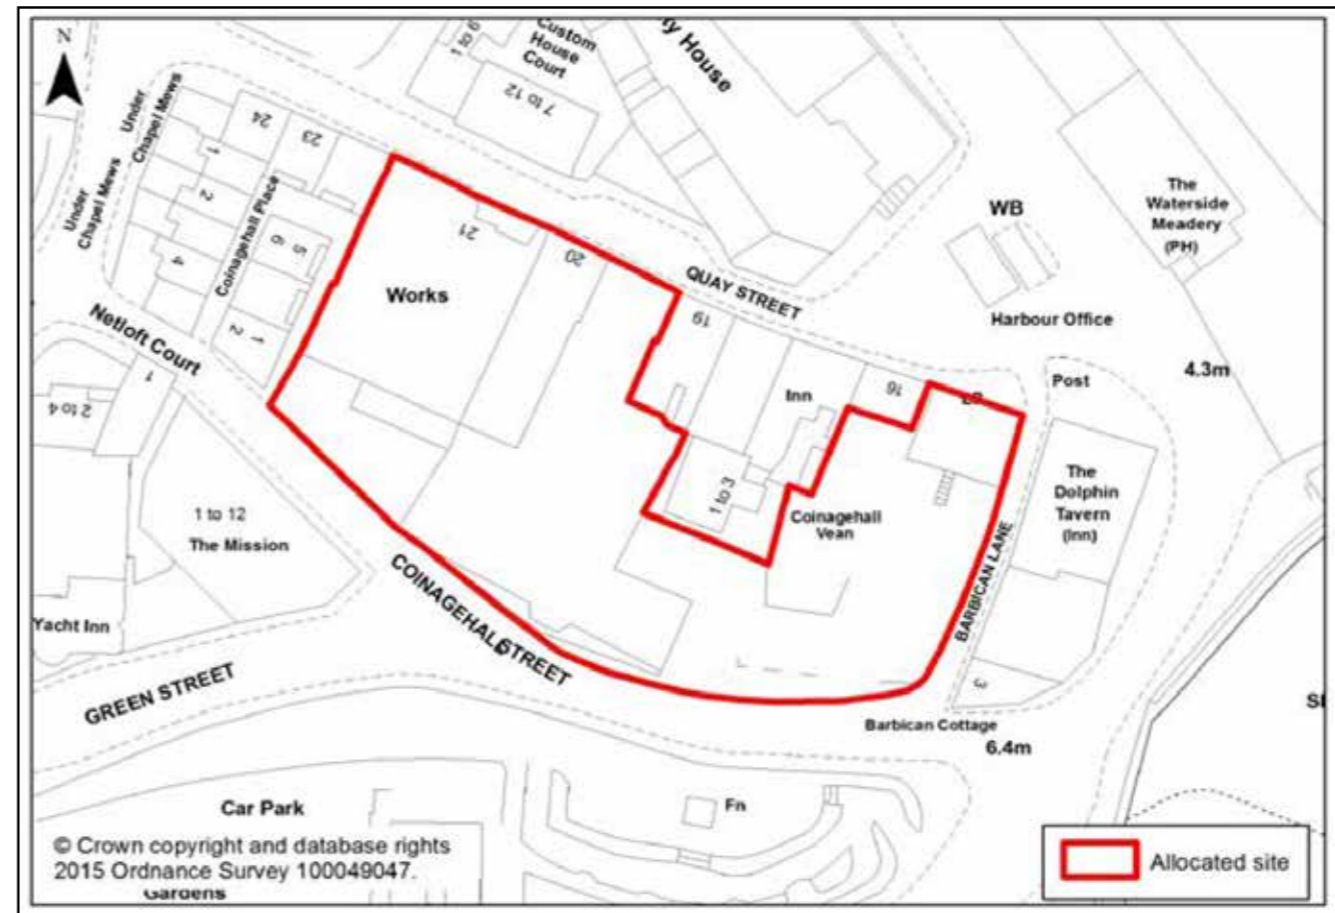 N
1 to 6
Custom
House
Court
7 to 12
ty House
Under
Chapel Mews
Under
Chapel Mews
24
23
1
2
4
Coinagehall Place
5
6
1
2
Works
21
20
QUAY STREET
19
Inn
16
1 to 3
Coinagehall
Vean
WB
Harbour Office
The
Waterside
Meadery
(PH)
4.3m
Post
The
Dolphin
Tavern
(Inn)
BARBICAN LANE
3
Netloft Court
1
2 to 4
1 to 12
The Mission
Yacht Inn
GREEN STREET
COINAGEHALL STREET
Barbican Cottage
6.4m
Car Park
Fn
© Crown copyright and database rights
2015 Ordnance Survey 100049047.
Gardens
Allocated site